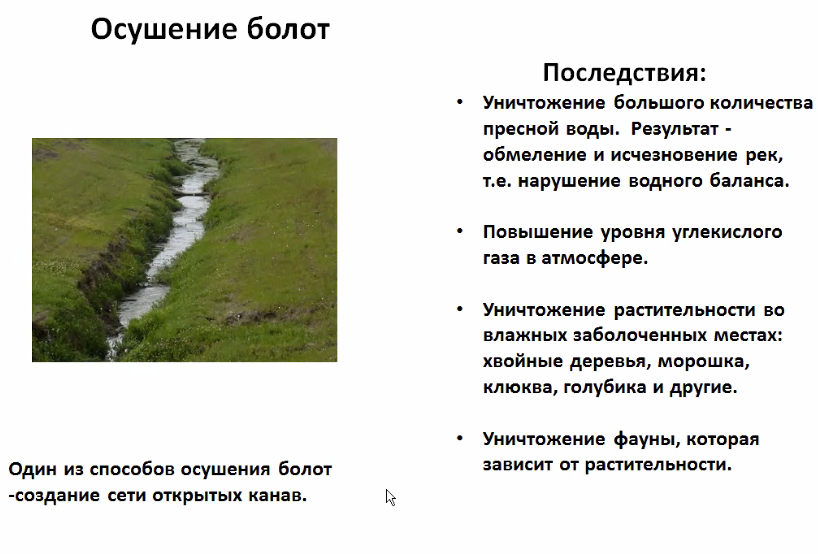 Осушение болот
Последствия:
• Уничтожение большого количества
пресной воды. Результат -
обмеление и исчезновение рек,
т.е. нарушение водного баланса.
• Повышение уровня углекислого
газа в атмосфере.
• Уничтожение растительности во
влажных заболоченных местах:
хвойные деревья, морошка,
клюква, голубика и другие.
• Уничтожение фауны, которая
зависит от растительности.
Один из способов осушения болот
-создание сети открытых канав.